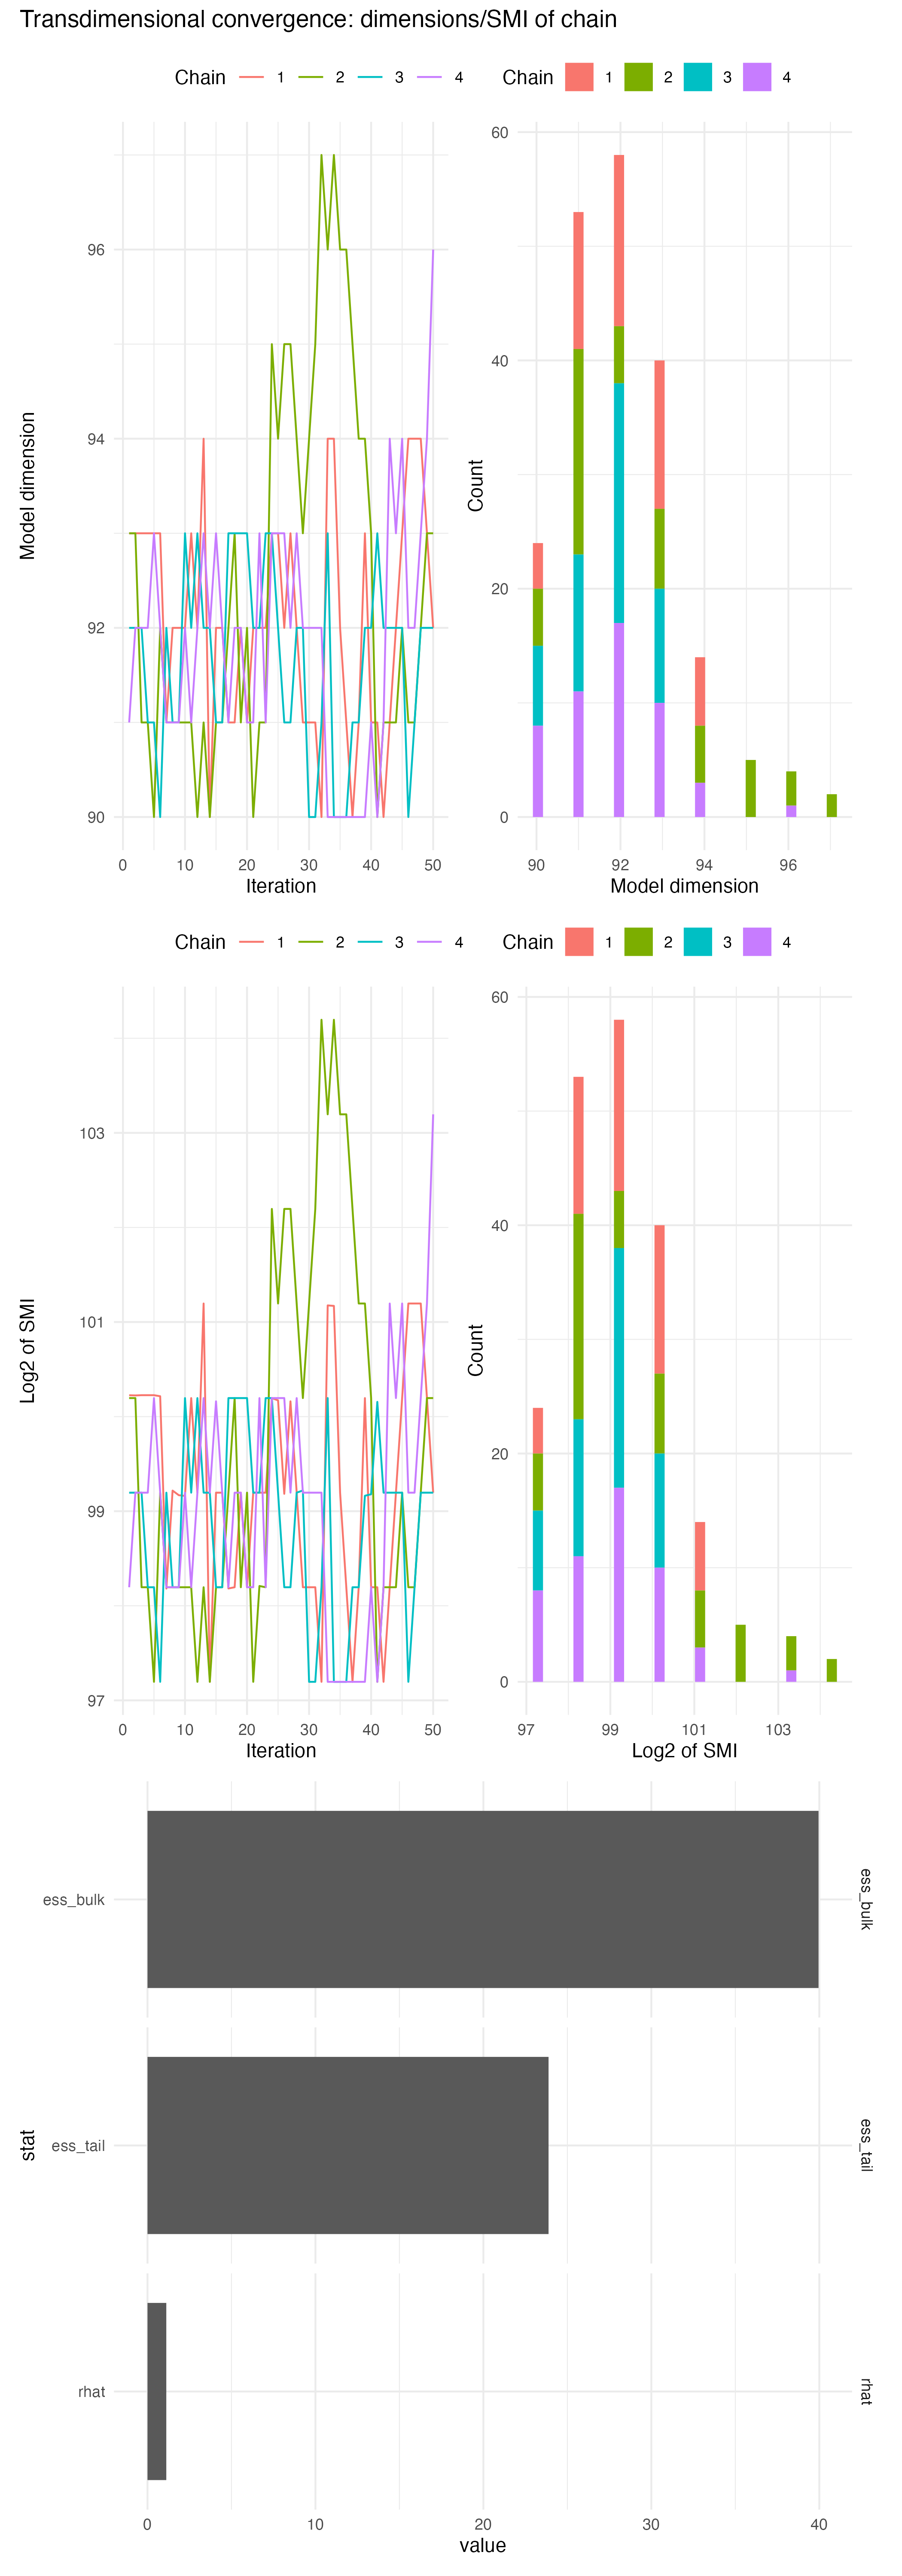 Transdimensional convergence: dimensions/SMI of chain
Chain 1 2 3 4
Chain 1 2 3 4
Model dimension
96
94
92
90
0 10 20 30 40 50
Iteration
Count
60
40
20
0
90 92 94 96
Model dimension
Chain 1 2 3 4
Chain 1 2 3 4
Log2 of SMI
103
101
99
97
0 10 20 30 40 50
Iteration
Count
60
40
20
0
97 99 101 103
Log2 of SMI
stat
ess_bulk
ess_bulk
ess_tail
ess_tail
rhat
rhat
0 10 20 30 40
value